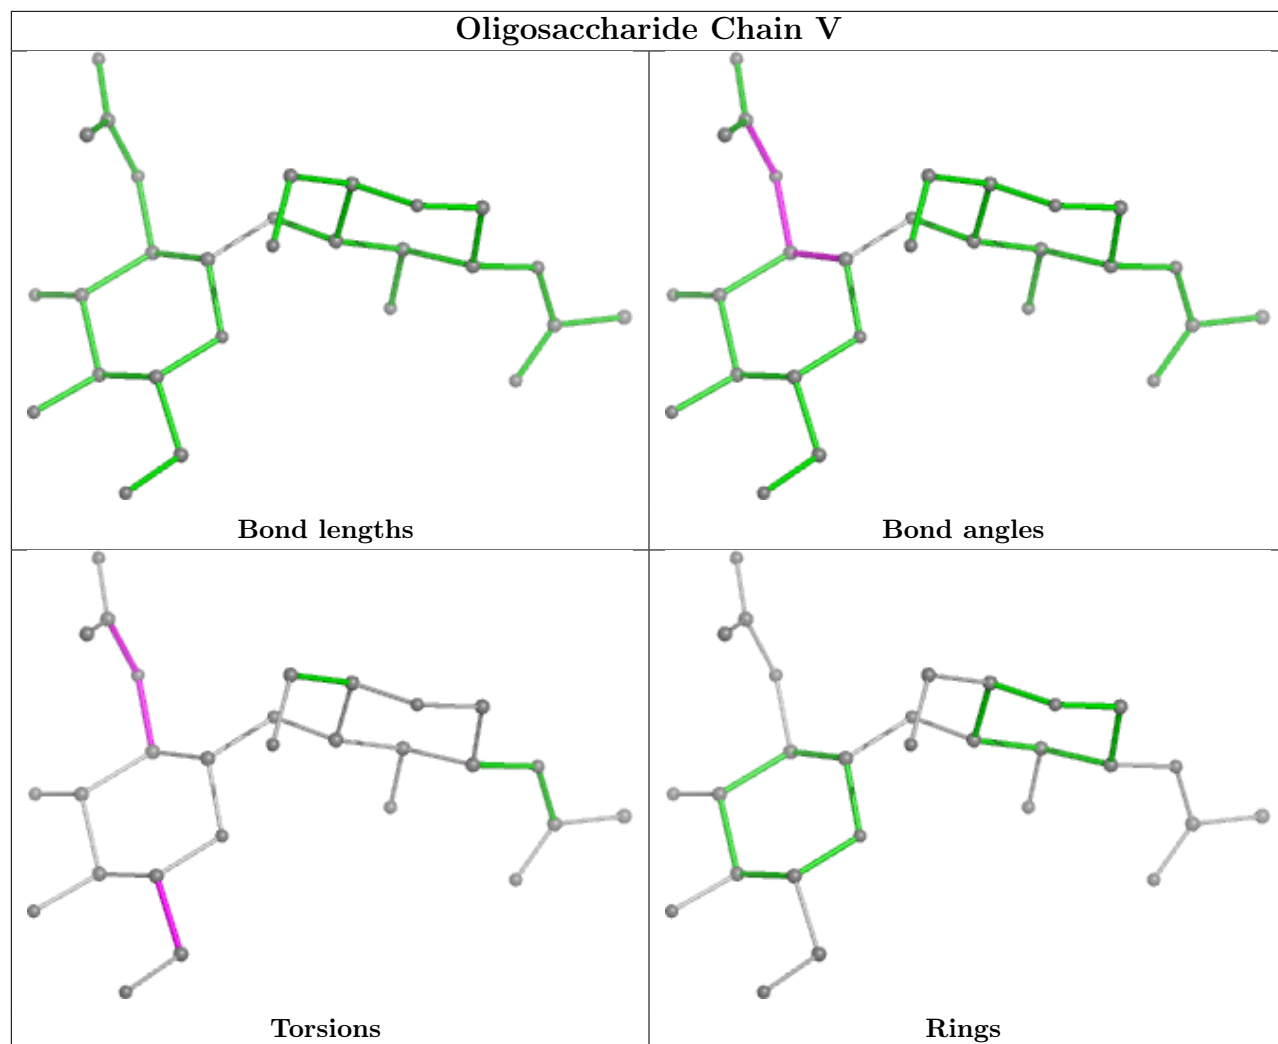 Oligosaccharide Chain V
Bond lengths
Bond angles
Torsions
Rings